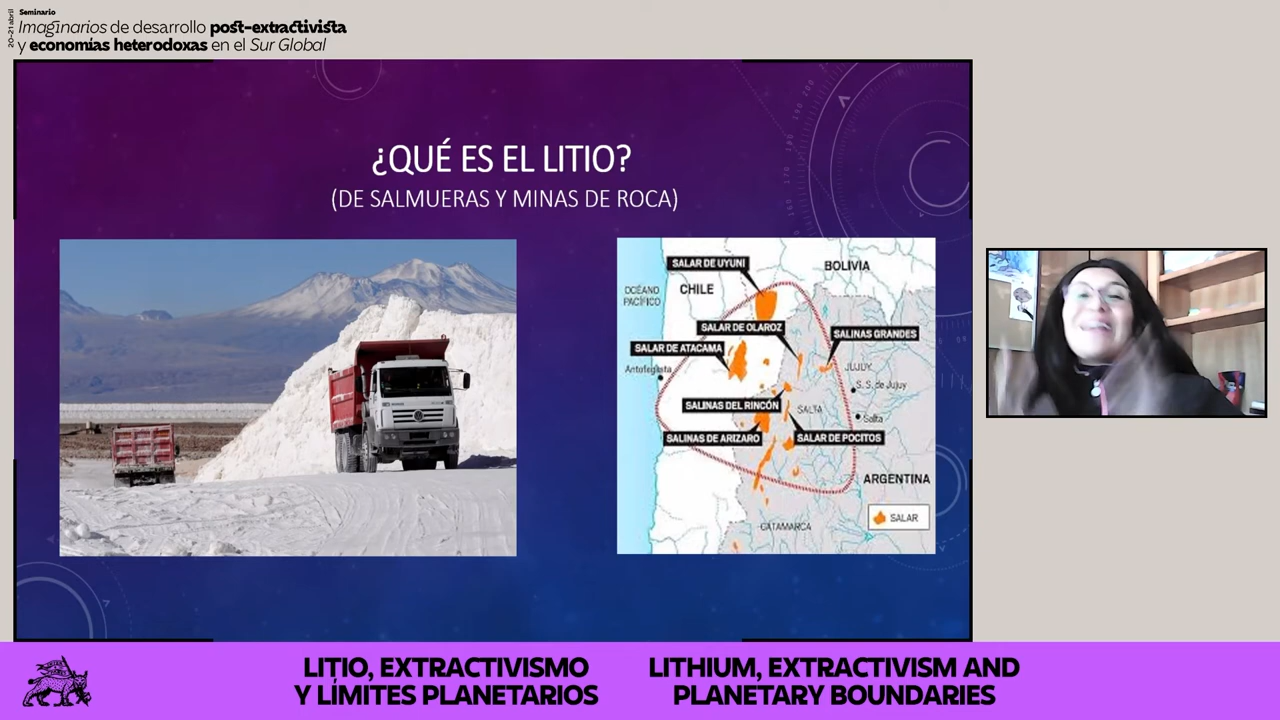 20-21 abril
Seminario
Imaginarios de desarrollo post-extractivista
y economías heterodoxas en el Sur Global
¿QUÉ ES EL LITIO?
(DE SALMUERAS Y MINAS DE ROCA)
SALAR DE UYUNI
BOLIVIA
OCÉANO
PACÍFICO
CHILE
SALAR DE OLAROZ
SALINAS GRANDES
SALAR DE ATACAMA
Antofagasta
JUJUY
S. S. de Jujuy
SALINAS DEL RINCÓN
SALTA
Salta
SALINAS DE ARIZARO
SALAR DE POCITOS
ARGENTINA
SALAR
CATAMARCA
LITIO, EXTRACTIVISMO
Y LÍMITES PLANETARIOS
LITHIUM, EXTRACTIVISM AND
PLANETARY BOUNDARIES